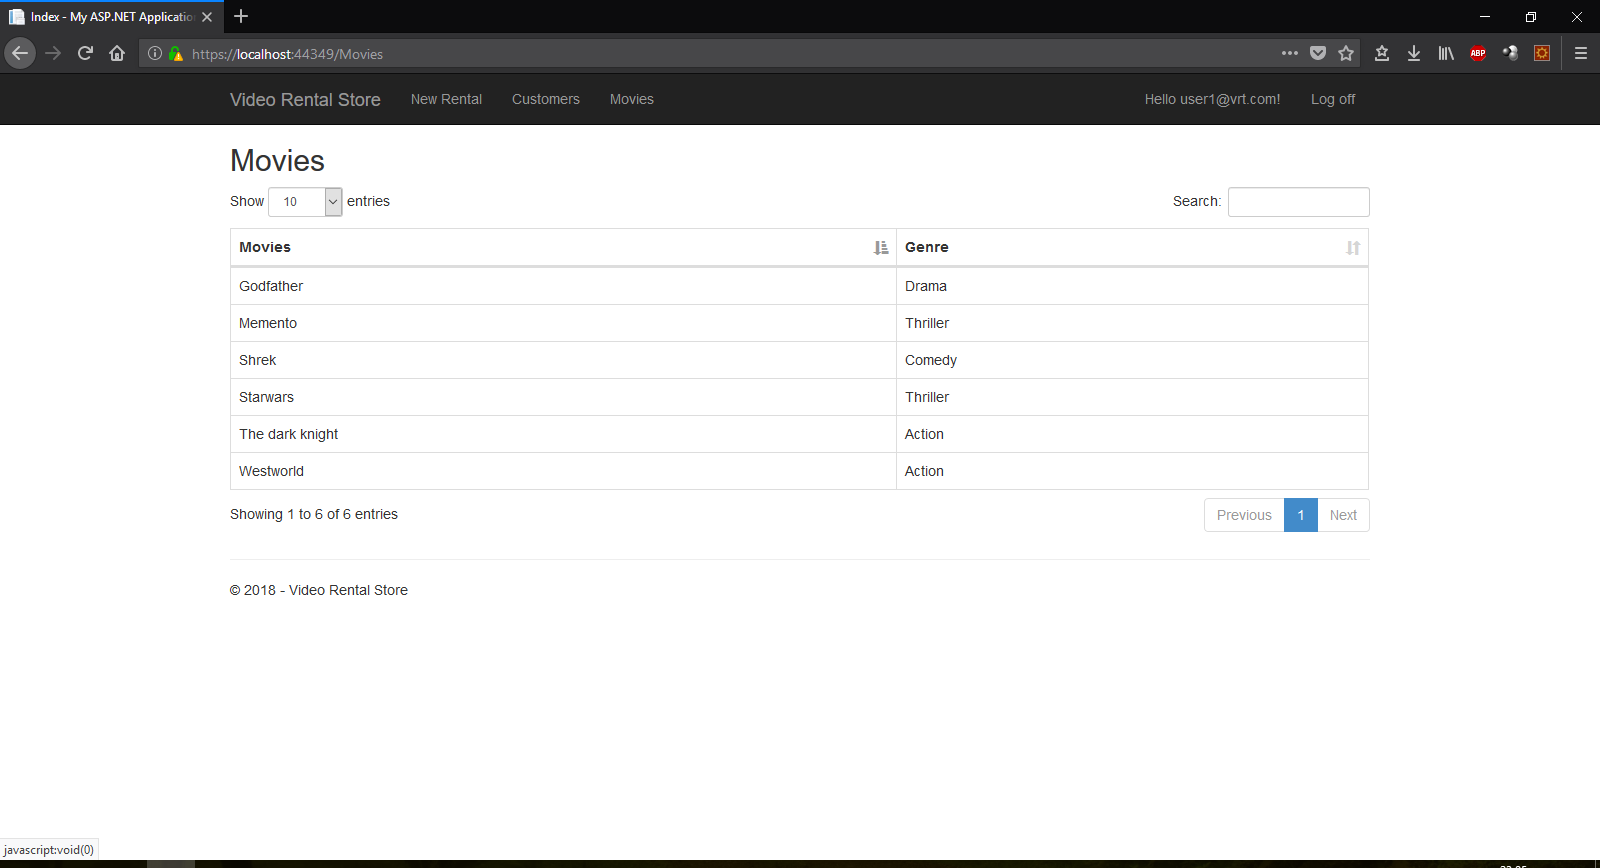 Index - My ASP.NET Application
https://localhost:44349/Movies
ABP
Video Rental Store New Rental Customers Movies Hello user1@vrt.com! Log off
Movies
Show 10 entries Search:
Movies Genre
Godfather Drama
Memento Thriller
Shrek Comedy
Starwars Thriller
The dark knight Action
Westworld Action
Showing 1 to 6 of 6 entries Previous 1 Next
© 2018 - Video Rental Store
javascript:void(0)